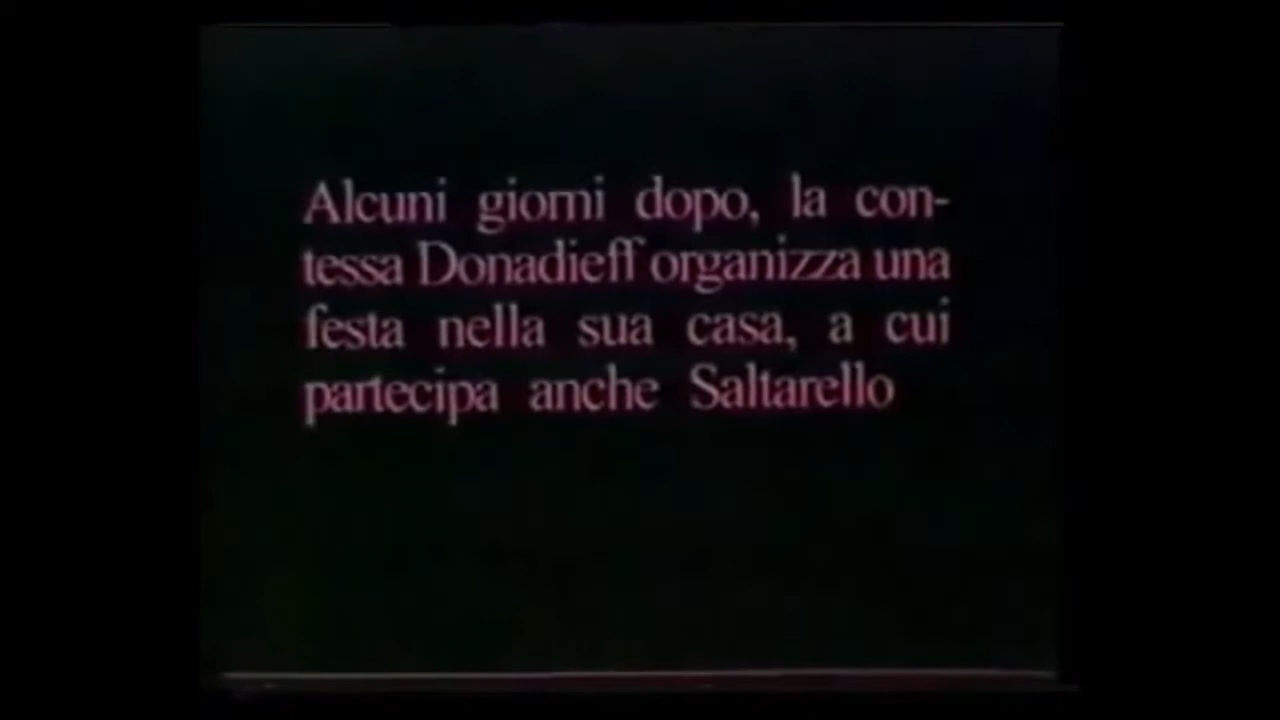 Alcuni giorni dopo, la con-
tessa Donadieff organizza una
festa nella sua casa, a cui
partecipa anche Saltarello